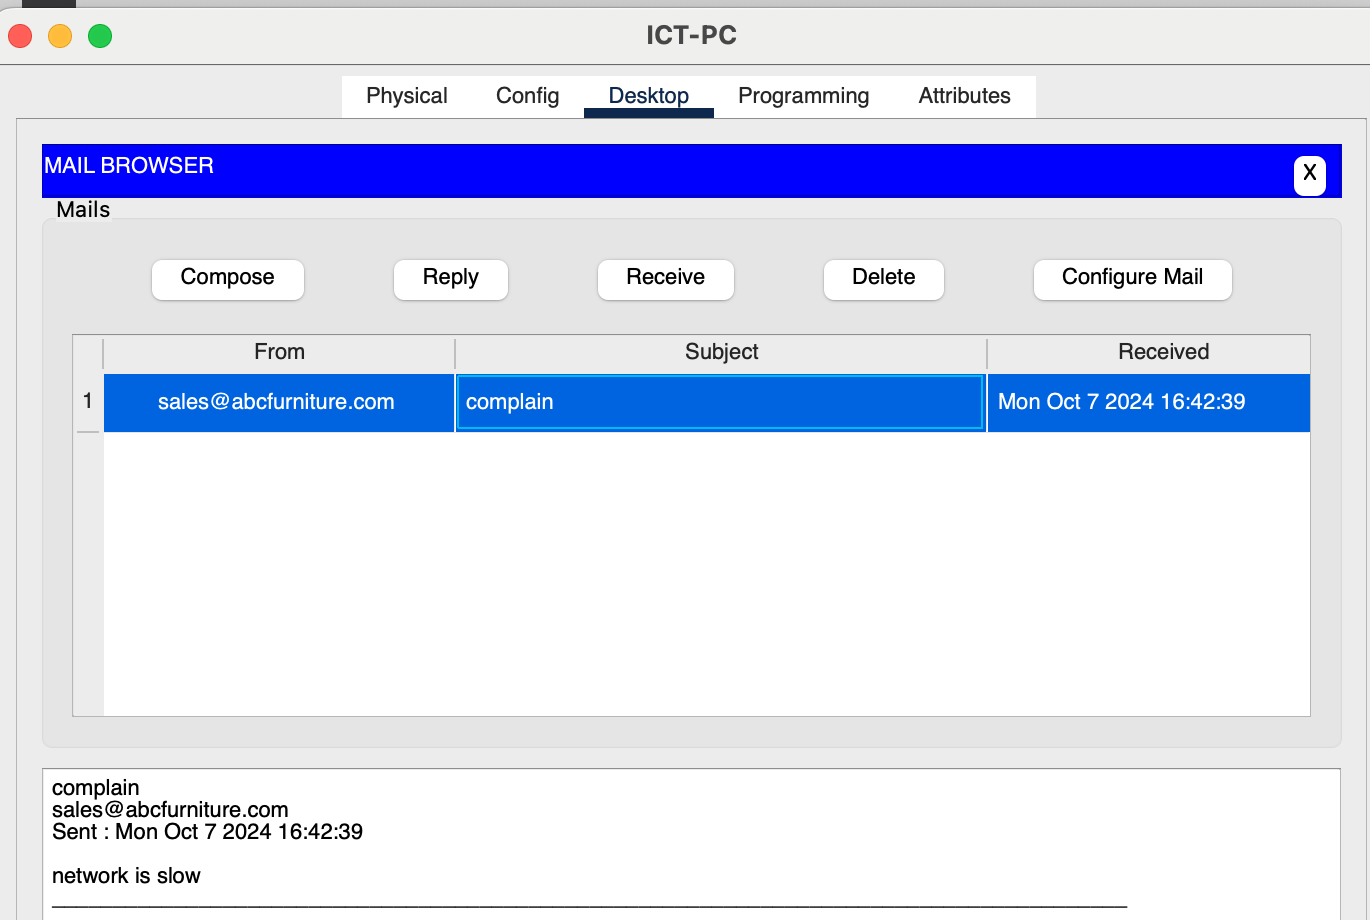 ICT-PC
Physical Config Desktop Programming Attributes
MAIL BROWSER X
Mails
Compose Reply Receive Delete Configure Mail
From Subject Received
1 sales@abcfurniture.com complain Mon Oct 7 2024 16:42:39
complain
sales@abcfurniture.com
Sent : Mon Oct 7 2024 16:42:39
network is slow